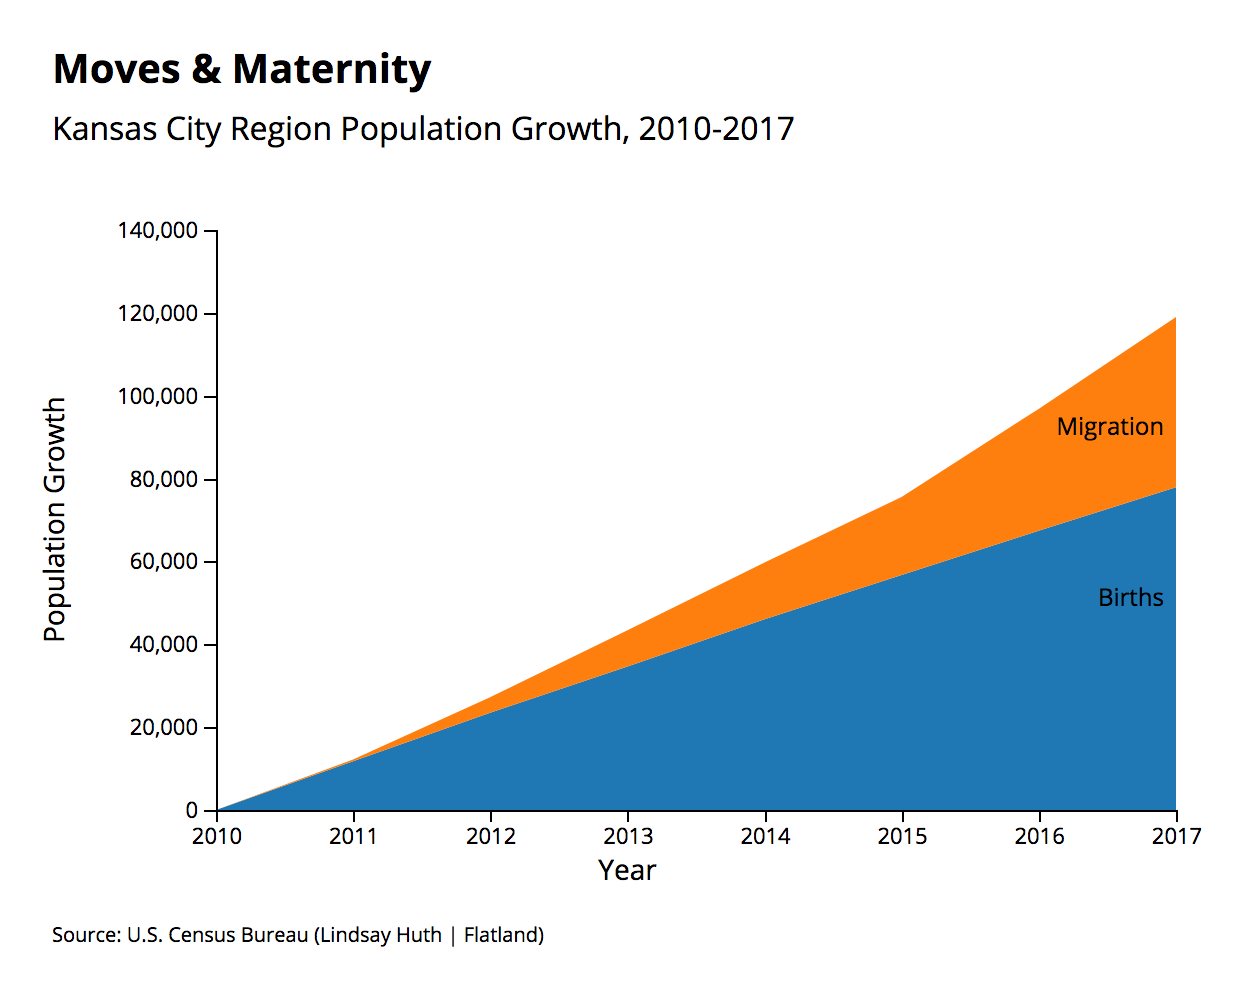 Moves & Maternity
Kansas City Region Population Growth, 2010-2017
140,000
120,000
100,000
80,000
60,000
40,000
20,000
0
Population Growth
Migration
Births
2010 2011 2012 2013 2014 2015 2016 2017
Year
Source: U.S. Census Bureau (Lindsay Huth | Flatland)